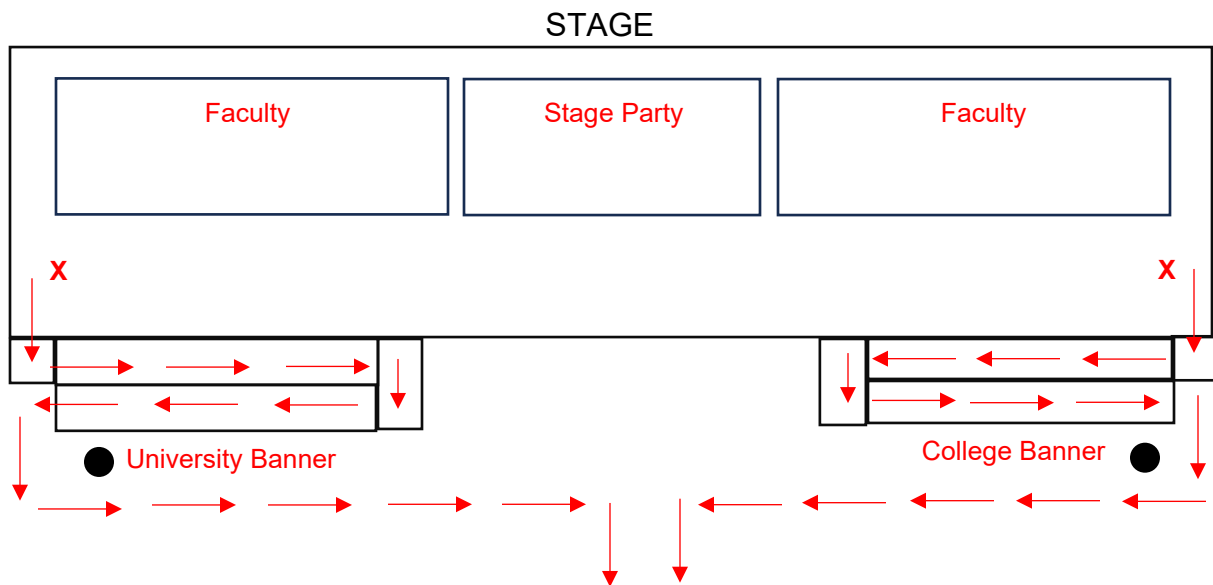 STAGE
Faculty
Stage Party
Faculty
X
X
University Banner
College Banner